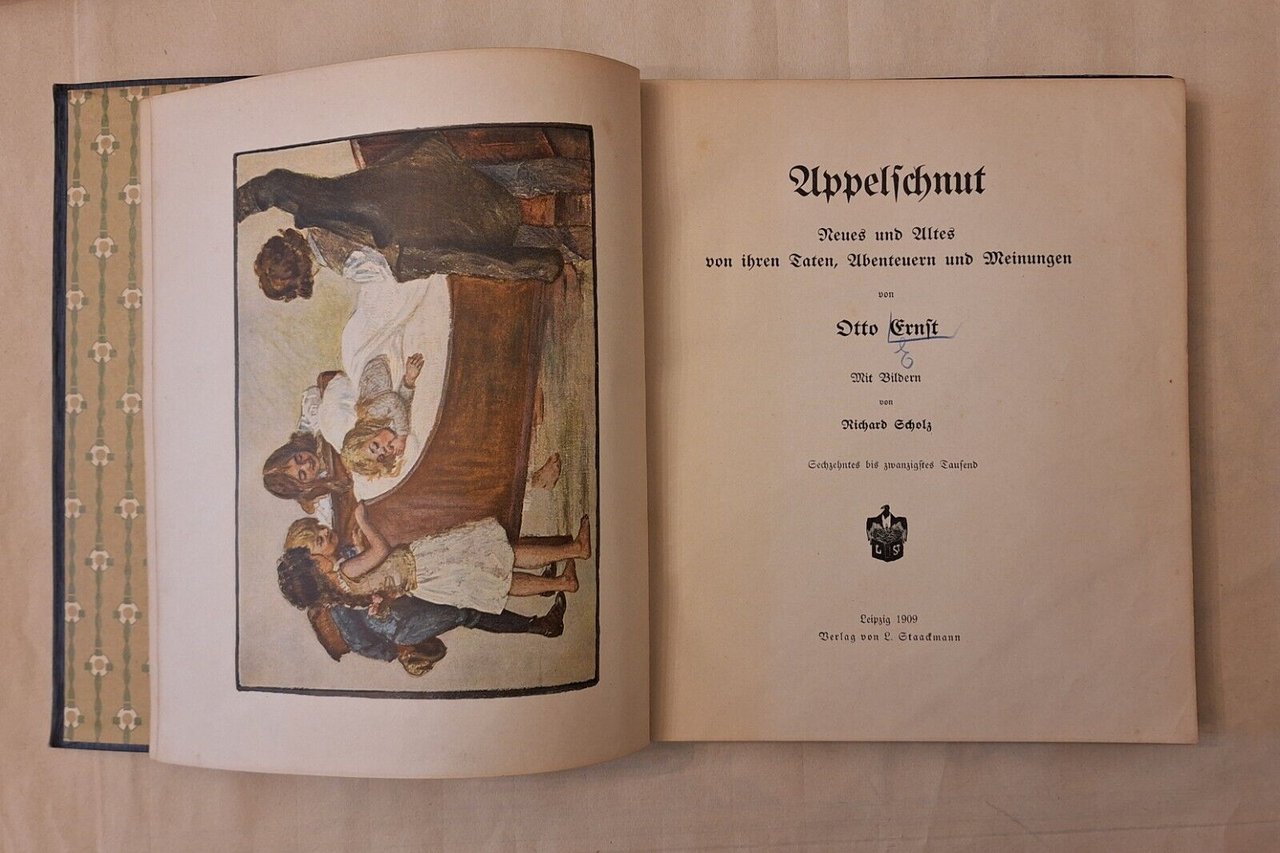 Appelſchnut
Neues und Altes
von ihren Taten, Abenteuern und Meinungen
von
Otto Ernſt
E
Mit Bildern
von
Richard Scholz
Sechzehntes bis zwanzigſtes Tauſend
L St
Leipzig 1909
Verlag von L. Staackmann